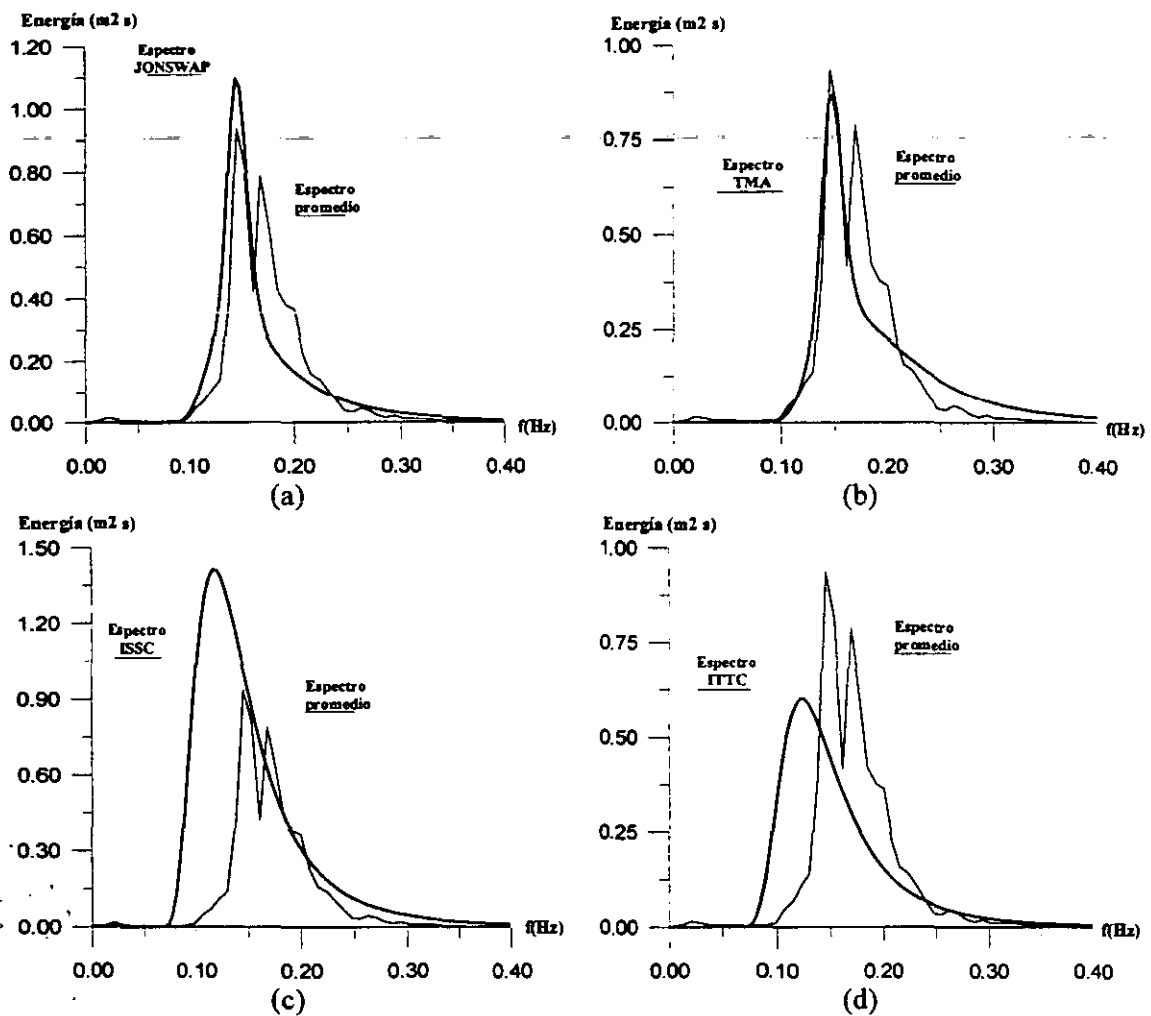 Energía (m2 s)
1.20
1.00
0.80
0.60
0.40
0.20
0.00
Espectro
JONSWAP
Espectro
promedio
f(Hz)
0.00 0.10 0.20 0.30 0.40
(a)
Energía (m2 s)
1.00
0.75
0.50
0.25
0.00
Espectro
TMA
Espectro
promedio
f(Hz)
0.00 0.10 0.20 0.30 0.40
(b)
Energía (m2 s)
1.50
1.20
0.90
0.60
0.30
0.00
Espectro
ISSC
Espectro
promedio
f(Hz)
0.00 0.10 0.20 0.30 0.40
(c)
Energía (m2 s)
1.00
0.75
0.50
0.25
0.00
Espectro
ITTC
Espectro
promedio
f(Hz)
0.00 0.10 0.20 0.30 0.40
(d)